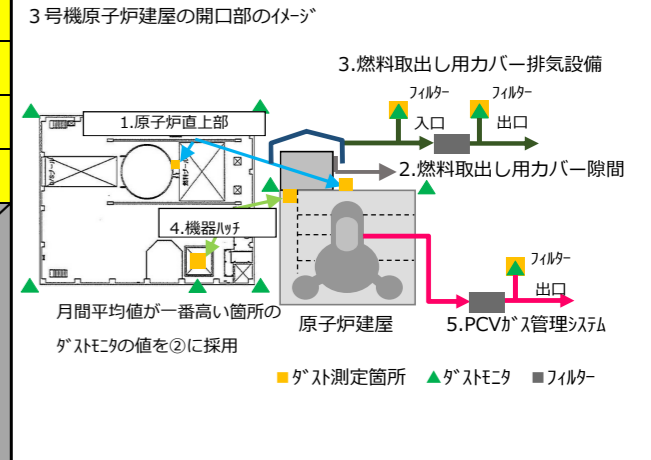 3号機原子炉建屋の開口部のｲﾒｰｼﾞ
3.燃料取出し用カバー排気設備
ﾌｨﾙﾀｰ
ﾌｨﾙﾀｰ
入口
出口
1.原子炉直上部
2.燃料取出し用カバー隙間
4.機器ﾊｯﾁ
ﾌｨﾙﾀｰ
出口
月間平均値が一番高い箇所の
ﾀﾞｽﾄﾓﾆﾀの値を②に採用
原子炉建屋
5.PCVｶﾞｽ管理ｼｽﾃﾑ
■ﾀﾞｽﾄ測定箇所 ▲ﾀﾞｽﾄﾓﾆﾀ ■ﾌｨﾙﾀｰ